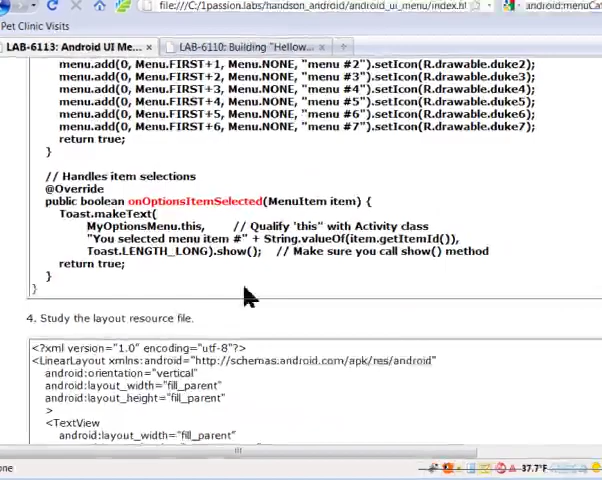 file:///C:/1passion.labs/handson_android/android_ui_menu/index.ht
android:menuCat
Pet Clinic Visits
LAB-6113: Android UI Me... ×
LAB-6110: Building "Hellow... ×
menu.add(0, Menu.FIRST+1, Menu.NONE, "menu #2").setIcon(R.drawable.duke2);
menu.add(0, Menu.FIRST+2, Menu.NONE, "menu #3").setIcon(R.drawable.duke3);
menu.add(0, Menu.FIRST+3, Menu.NONE, "menu #4").setIcon(R.drawable.duke4);
menu.add(0, Menu.FIRST+4, Menu.NONE, "menu #5").setIcon(R.drawable.duke5);
menu.add(0, Menu.FIRST+5, Menu.NONE, "menu #6").setIcon(R.drawable.duke6);
menu.add(0, Menu.FIRST+6, Menu.NONE, "menu #7").setIcon(R.drawable.duke7);
return true;
}
// Handles item selections
@Override
public boolean onOptionsItemSelected(MenuItem item) {
Toast.makeText(
MyOptionsMenu.this, // Qualify 'this" with Activity class
"You selected menu item #" + String.valueOf(item.getItemId()),
Toast.LENGTH_LONG).show(); // Make sure you call show() method
return true;
}
}
4. Study the layout resource file.
<?xml version="1.0" encoding="utf-8"?>
<LinearLayout xmlns:android="http://schemas.android.com/apk/res/android"
android:orientation="vertical"
android:layout_width="fill_parent"
android:layout_height="fill_parent"
>
<TextView
android:layout_width="fill_parent"
one
37.7°F